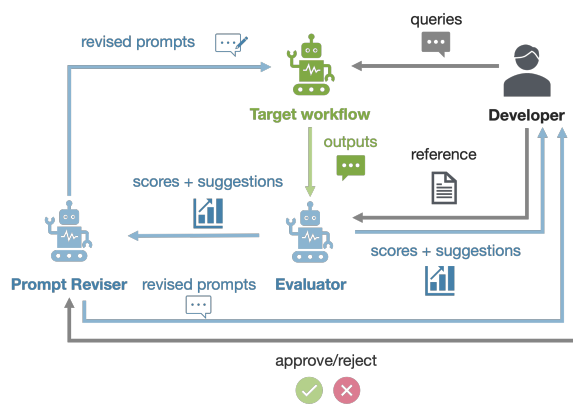 queries
revised prompts
Target workflow
Developer
outputs
reference
scores + suggestions
scores + suggestions
Prompt Reviser
revised prompts
Evaluator
approve/reject